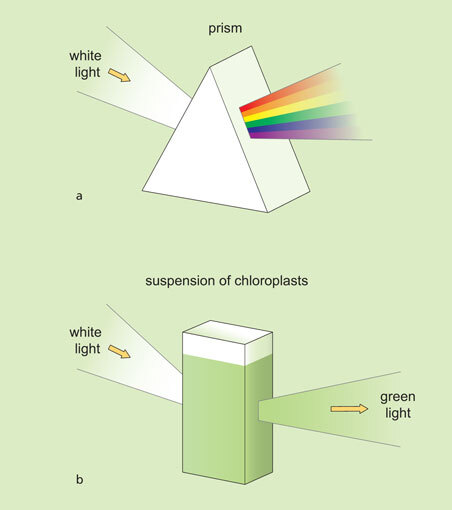 prism
white
light
a
suspension of chloroplasts
white
light
green
light
b